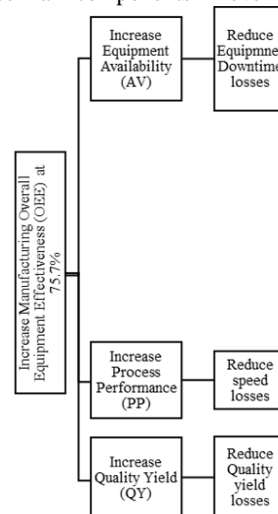 Increase
Equipment
Availability
(AV)
Reduce
Equipmne
Downtime
losses
Increase Manufacturing Overall
Equipment Effectiveness (OEE) at
75.7%
Increase
Process
Performance
(PP)
Reduce
speed
losses
Increase
Quality Yield
(QY)
Reduce
Quality
yield
losses